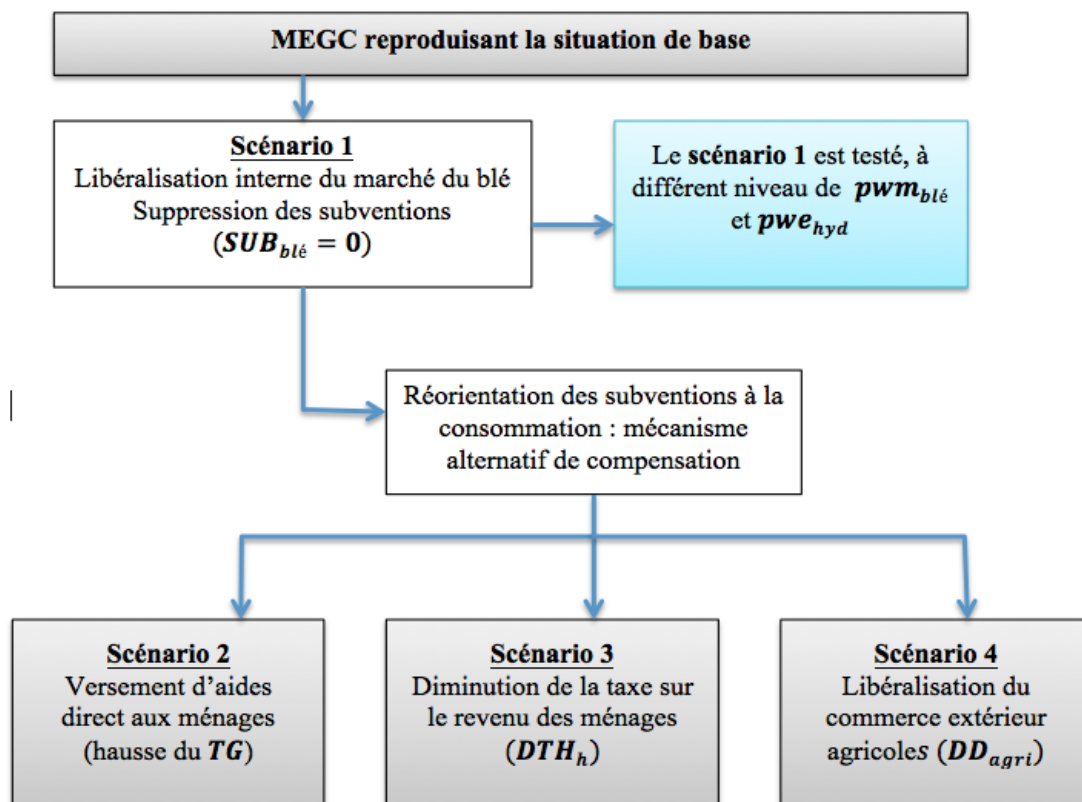 MEGC reproduisant la situation de base
Scénario 1
Libéralisation interne du marché du blé
Suppression des subventions
(SUB_blé = 0)
Le scénario 1 est testé, à
différent niveau de pwm_blé
et pwe_hyd
Réorientation des subventions à la
consommation : mécanisme
alternatif de compensation
Scénario 2
Versement d'aides
direct aux ménages
(hausse du TG)
Scénario 3
Diminution de la taxe sur
le revenu des ménages
(DTH_h)
Scénario 4
Libéralisation du
commerce extérieur
agricoles (DD_agri)